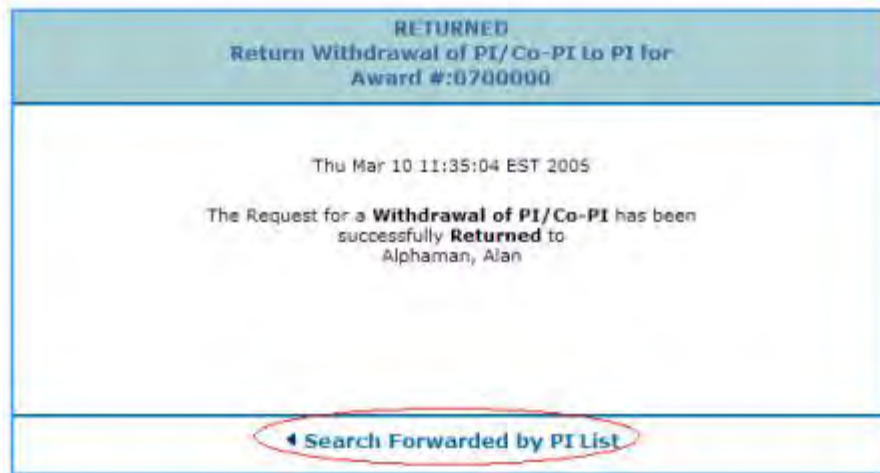 RETURNED
Return Withdrawal of PI/Co-PI to PI for
Award #:0700000
Thu Mar 10 11:35:04 EST 2005
The Request for a Withdrawal of PI/Co-PI has been
successfully Returned to
Alphaman, Alan
Search Forwarded by PI List